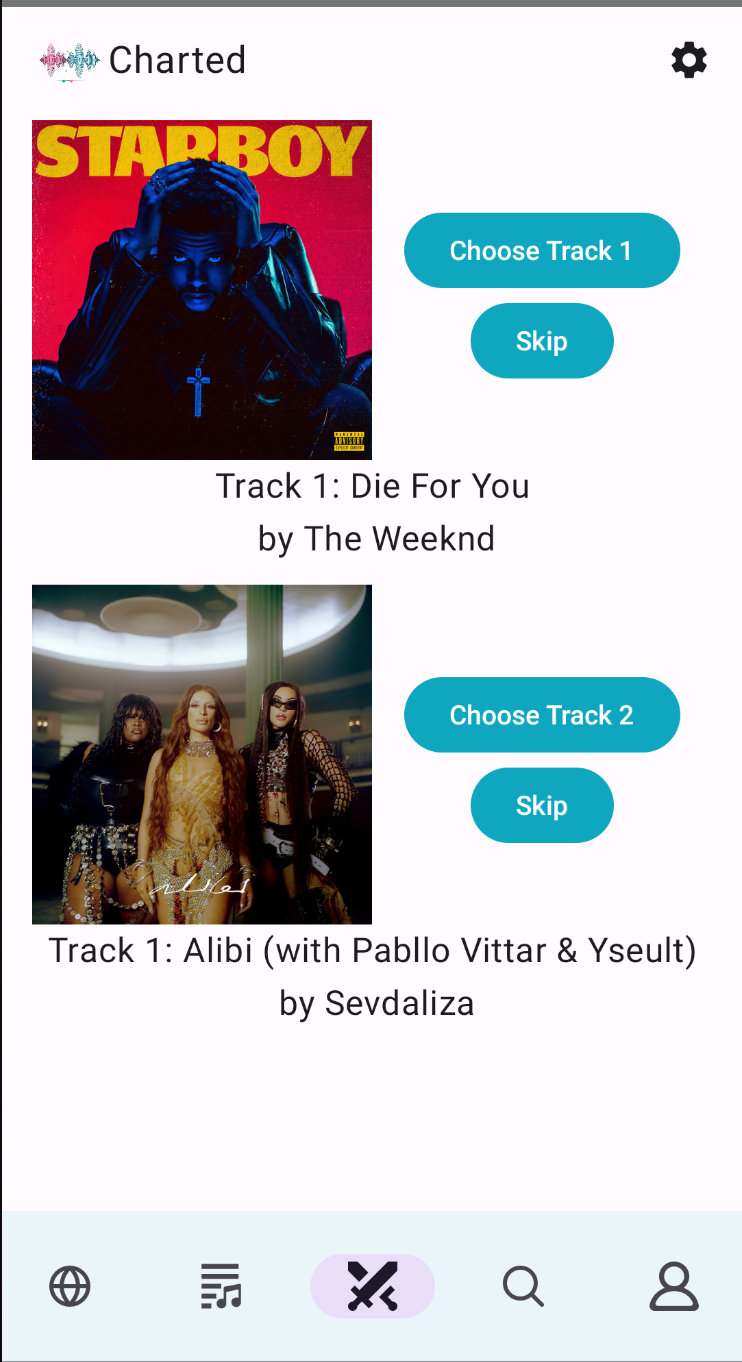 Charted
STARBOY
Choose Track 1
Skip
PARENTAL
ADVISORY
EXPLICIT CONTENT
Track 1: Die For You
by The Weeknd
Choose Track 2
Skip
Track 1: Alibi (with Pabllo Vittar & Yseult)
by Sevdaliza